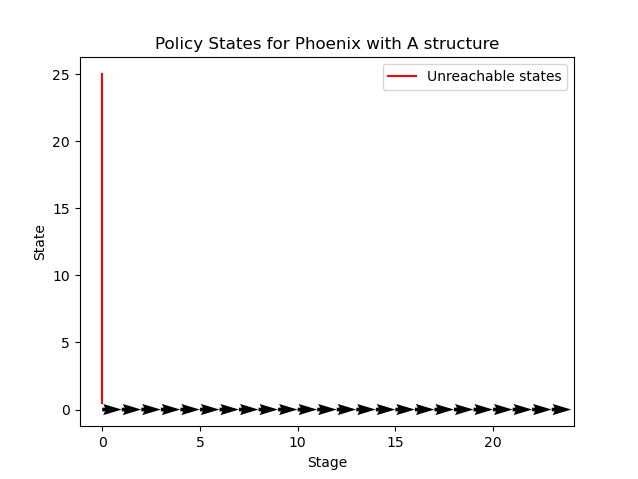 Policy States for Phoenix with A structure
Unreachable states
25
20
15
10
5
0
State
0 5 10 15 20
Stage